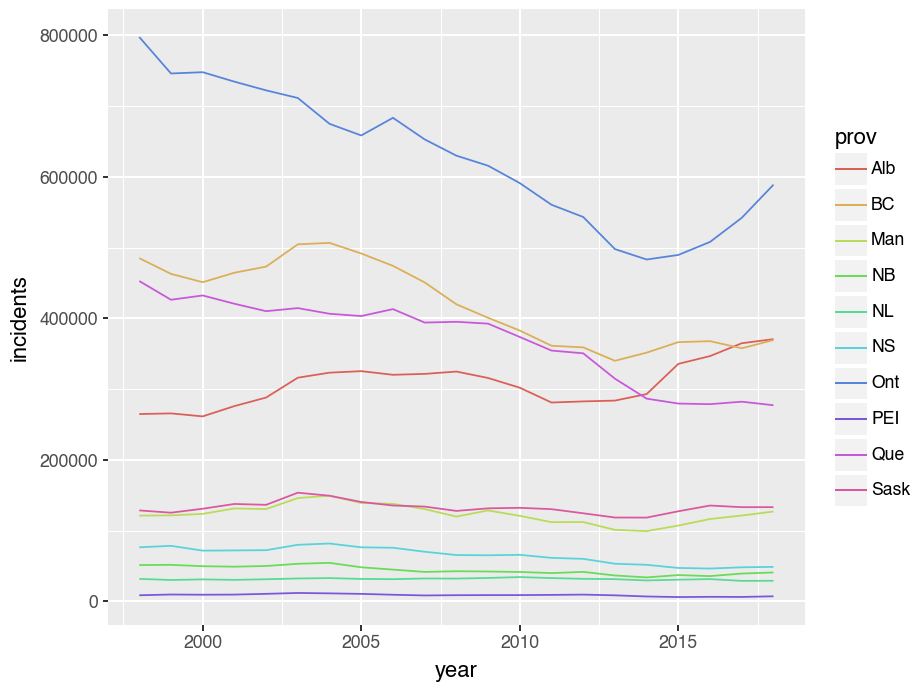 800000
600000
400000
200000
0
incidents
2000
2005
2010
2015
year
prov
Alb
BC
Man
NB
NL
NS
Ont
PEI
Que
Sask